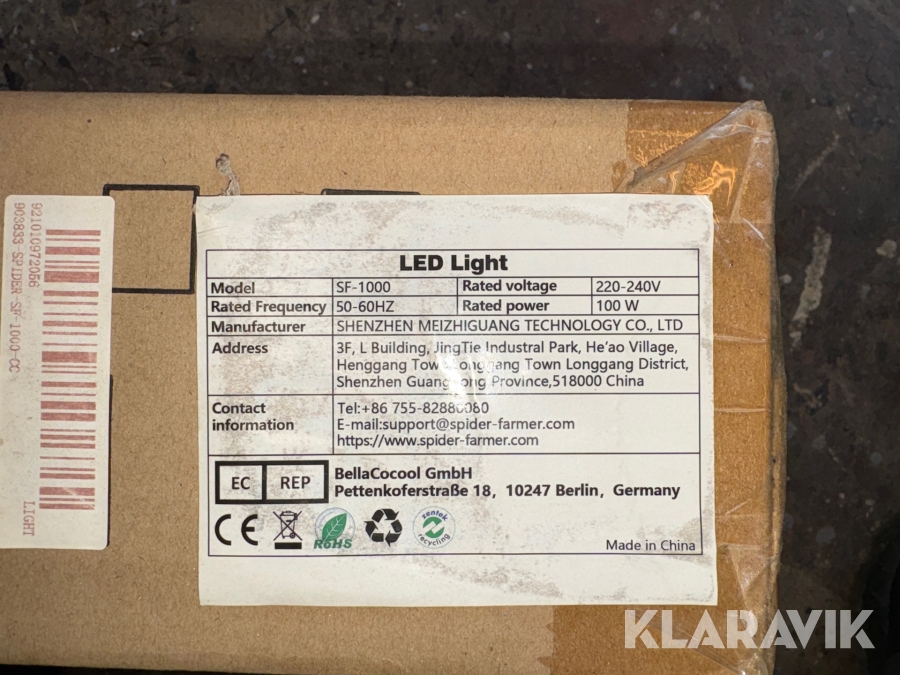 LED Light
Model SF-1000 Rated voltage 220-240V
Rated Frequency 50-60HZ Rated power 100 W
Manufacturer SHENZHEN MEIZHIGUANG TECHNOLOGY CO., LTD
Address 3F, L Building, JingTie Industral Park, He'ao Village,
Henggang Town Longgang Town Longgang District,
Shenzhen Guangdong Province,518000 China
Contact information Tel:+86 755-82880080
E-mail:support@spider-farmer.com
https://www.spider-farmer.com
EC REP BellaCocool GmbH
Pettenkoferstraße 18, 10247 Berlin, Germany
CE RoHS zentek recycling
Made in China
921010972056
903833-SPIDER-SF-1000-CC
LIGHT
KLARAVIK